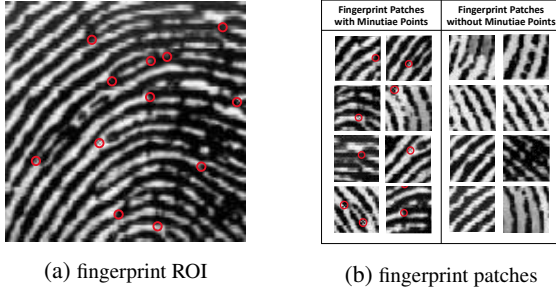 Fingerprint Patches
with Minutiae Points
Fingerprint Patches
without Minutiae Points
(a) fingerprint ROI
(b) fingerprint patches